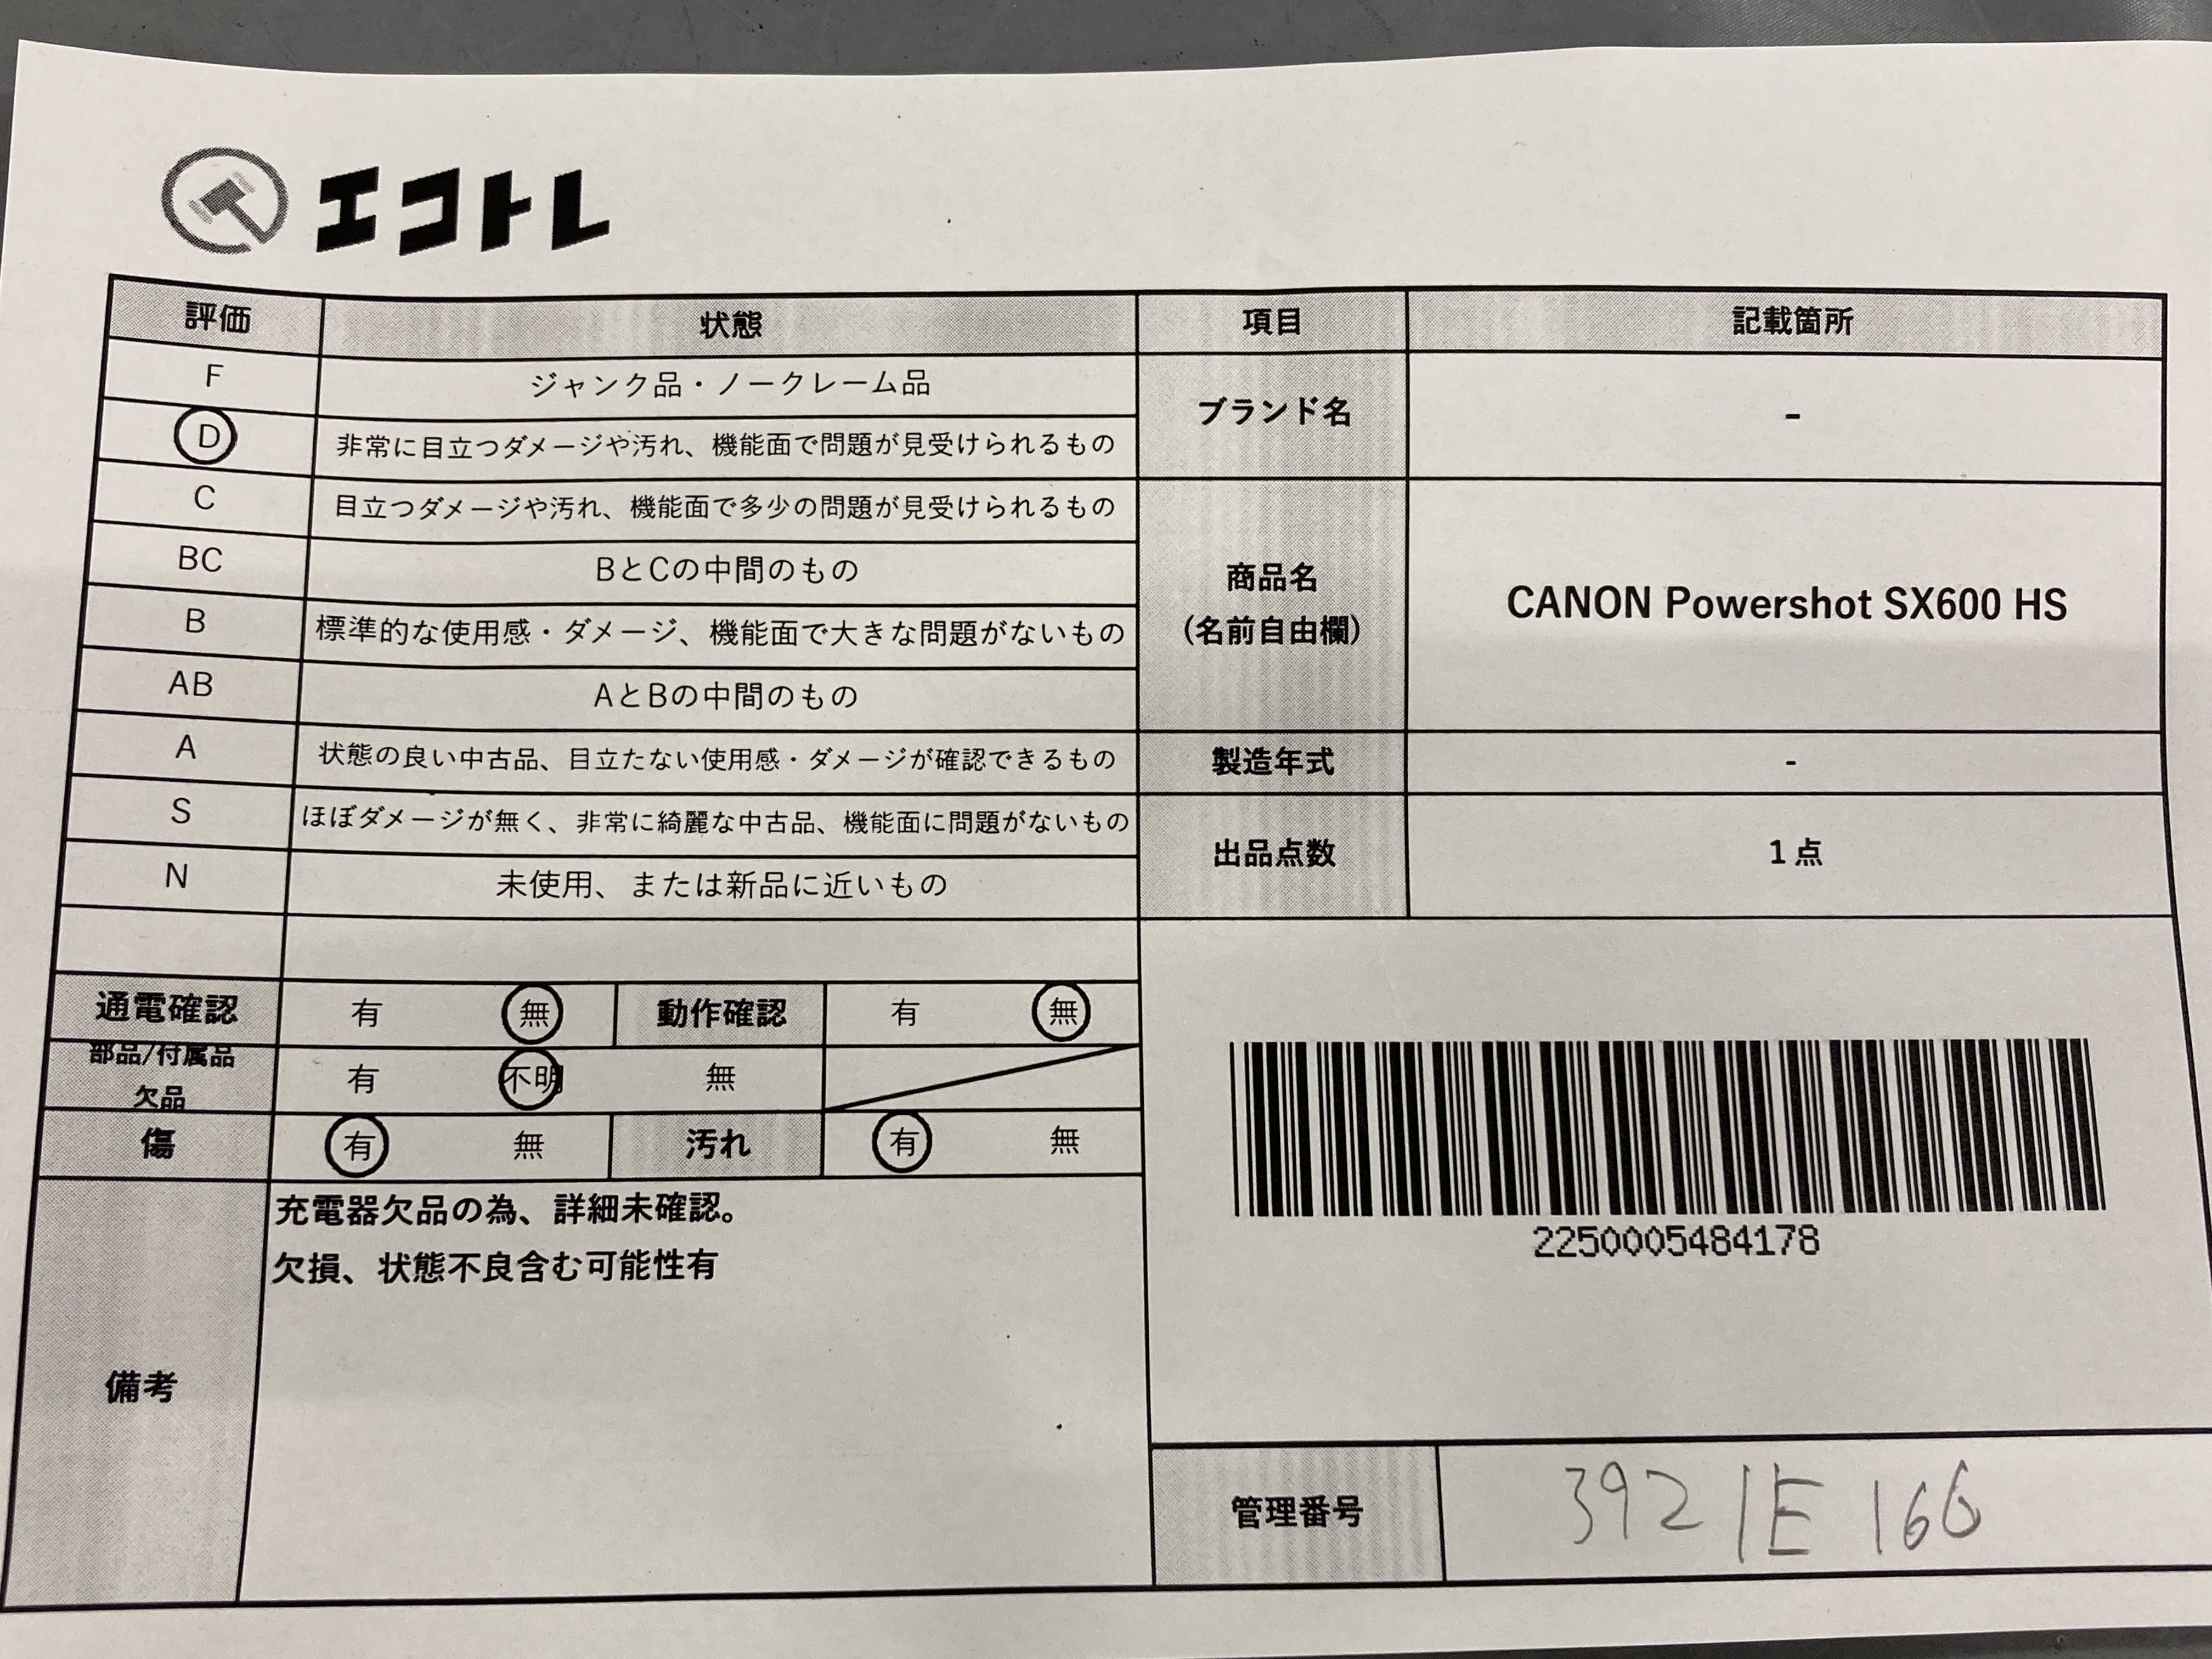 エコトレ
評価 状態 項目 記載箇所
F ジャンク品・ノークレーム品
ブランド名 -
D 非常に目立つダメージや汚れ、機能面で問題が見受けられるもの
C 目立つダメージや汚れ、機能面で多少の問題が見受けられるもの
BC BとCの中間のもの
商品名
(名前自由欄)
CANON Powershot SX600 HS
B 標準的な使用感・ダメージ、機能面で大きな問題がないもの
AB AとBの中間のもの
A 状態の良い中古品、目立たない使用感・ダメージが確認できるもの
製造年式 -
S ほぼダメージが無く、非常に綺麗な中古品、機能面に問題がないもの
出品点数 1点
N 未使用、または新品に近いもの
通電確認 有 無 動作確認 有 無
部品/付属品
欠品
有 不明 無
傷 有 無 汚れ 有 無
備考
充電器欠品の為、詳細未確認。
欠損、状態不良含む可能性有
2250005484178
管理番号 3921E 166